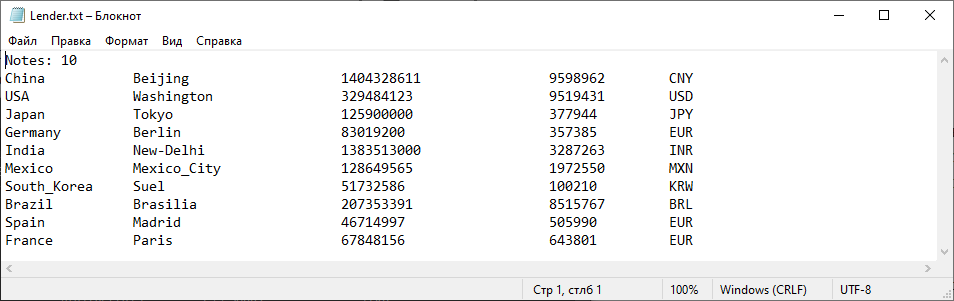 Lender.txt – Блокнот
Файл Правка Формат Вид Справка
Notes: 10
China Beijing 1404328611 9598962 CNY
USA Washington 329484123 9519431 USD
Japan Tokyo 125900000 377944 JPY
Germany Berlin 83019200 357385 EUR
India New-Delhi 1383513000 3287263 INR
Mexico Mexico_City 128649565 1972550 MXN
South_Korea Suel 51732586 100210 KRW
Brazil Brasilia 207353391 8515767 BRL
Spain Madrid 46714997 505990 EUR
France Paris 67848156 643801 EUR
Стр 1, стлб 1 100% Windows (CRLF) UTF-8